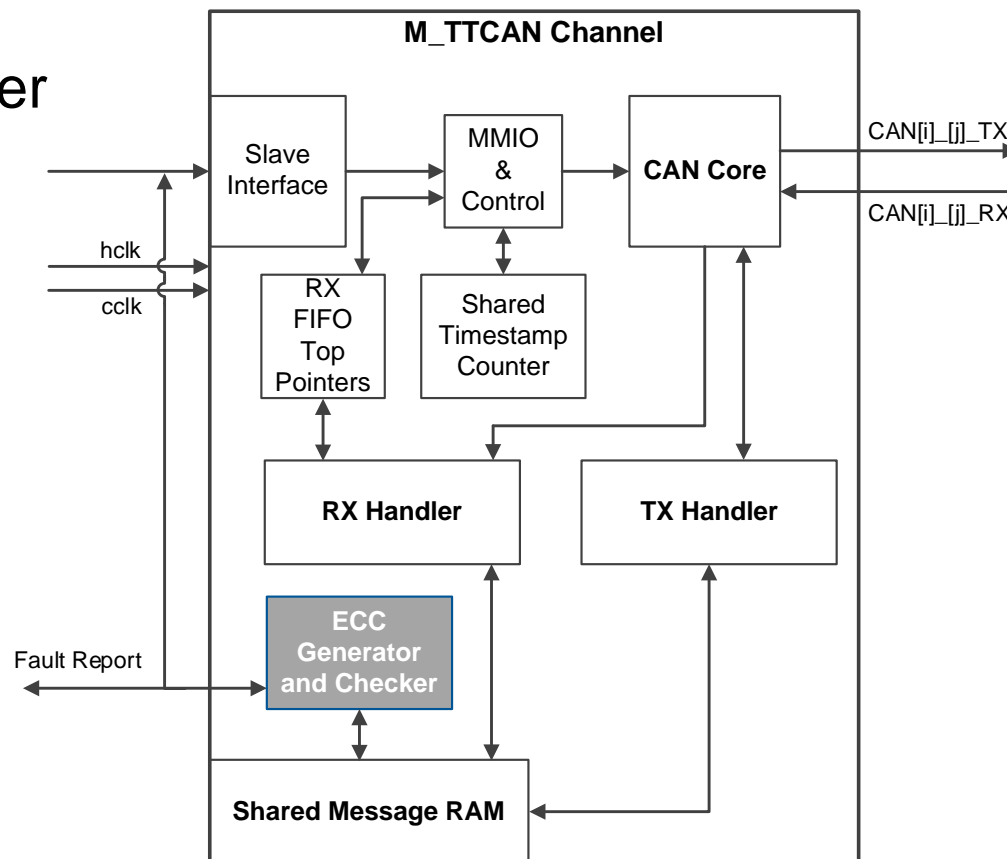 M_TTCAN Channel
er
Slave
Interface
MMIO
&
Control
CAN Core
CAN[i]_[j]_TX
CAN[i]_[j]_RX
hclk
cclk
RX
FIFO
Top
Pointers
Shared
Timestamp
Counter
RX Handler
TX Handler
ECC
Generator
and Checker
Fault Report
Shared Message RAM